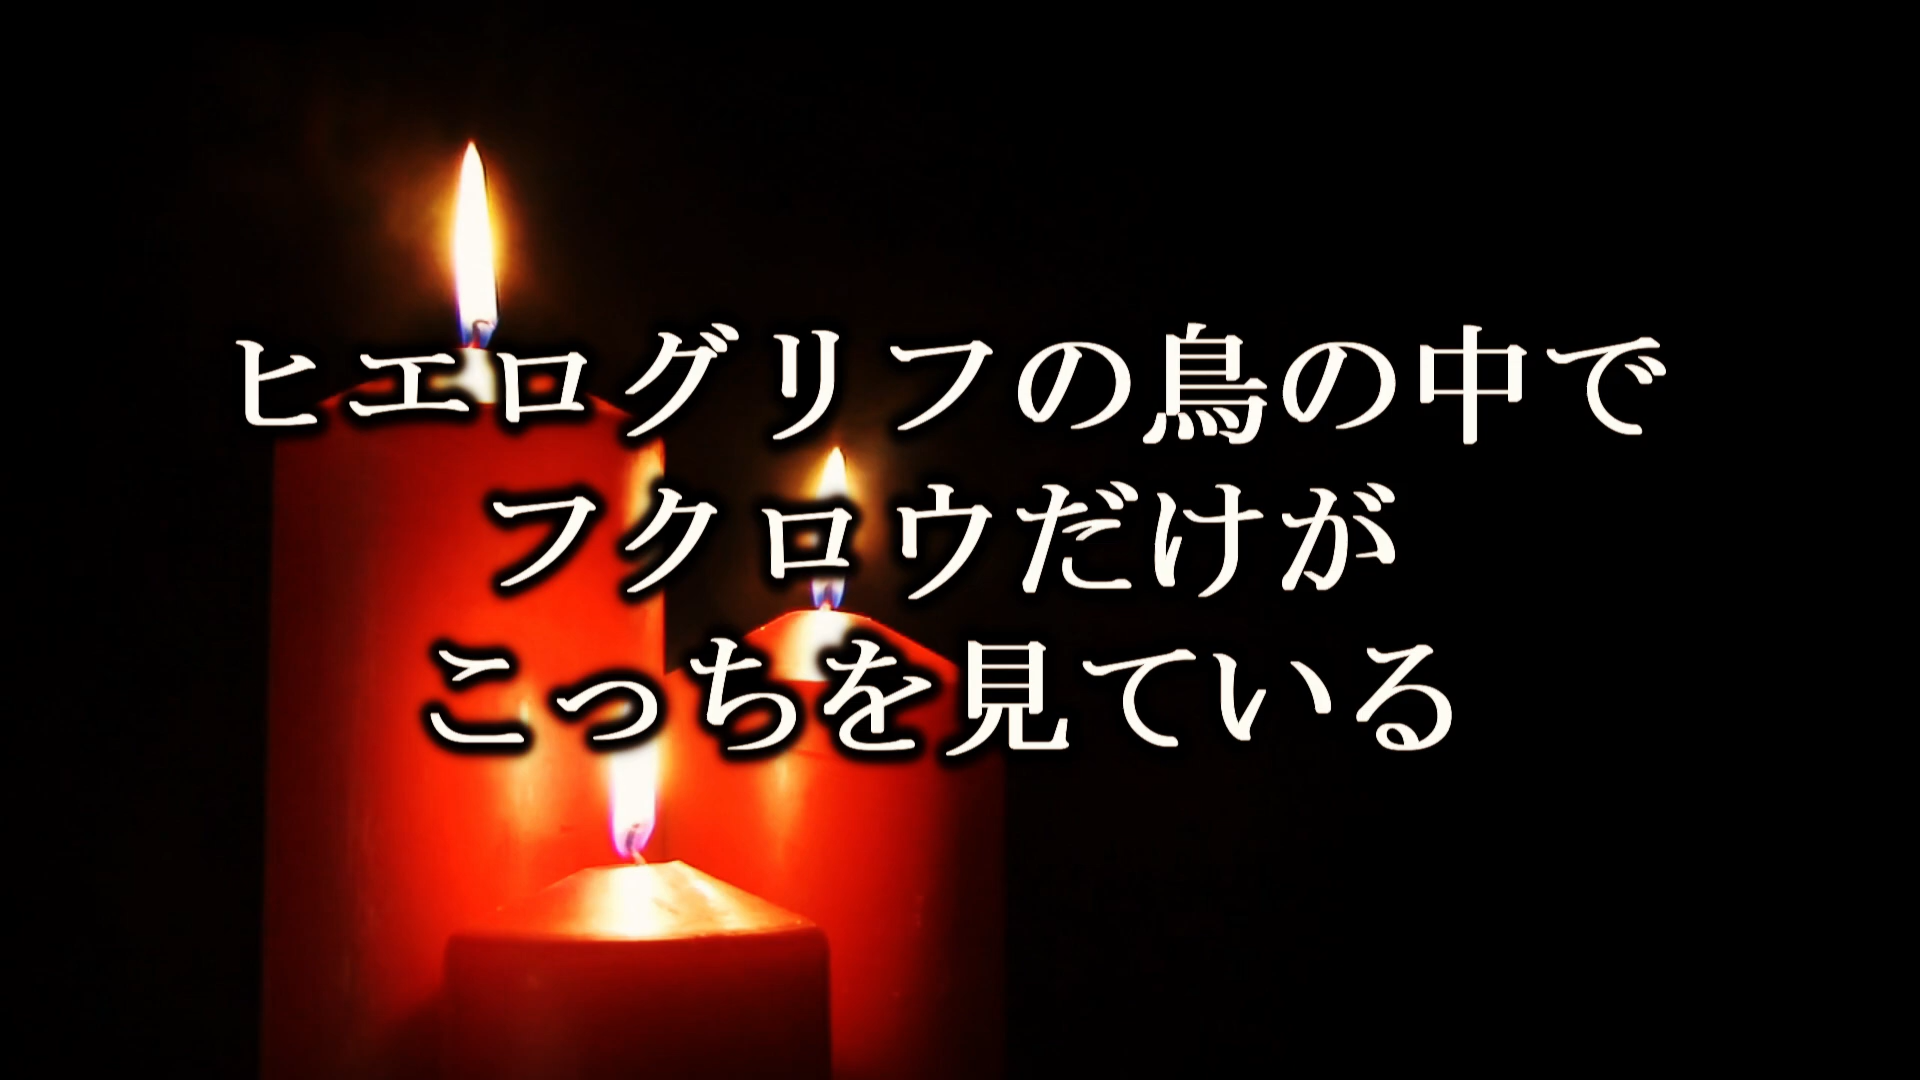 ヒエログリフの鳥の中で
フクロウだけが
こっちを見ている